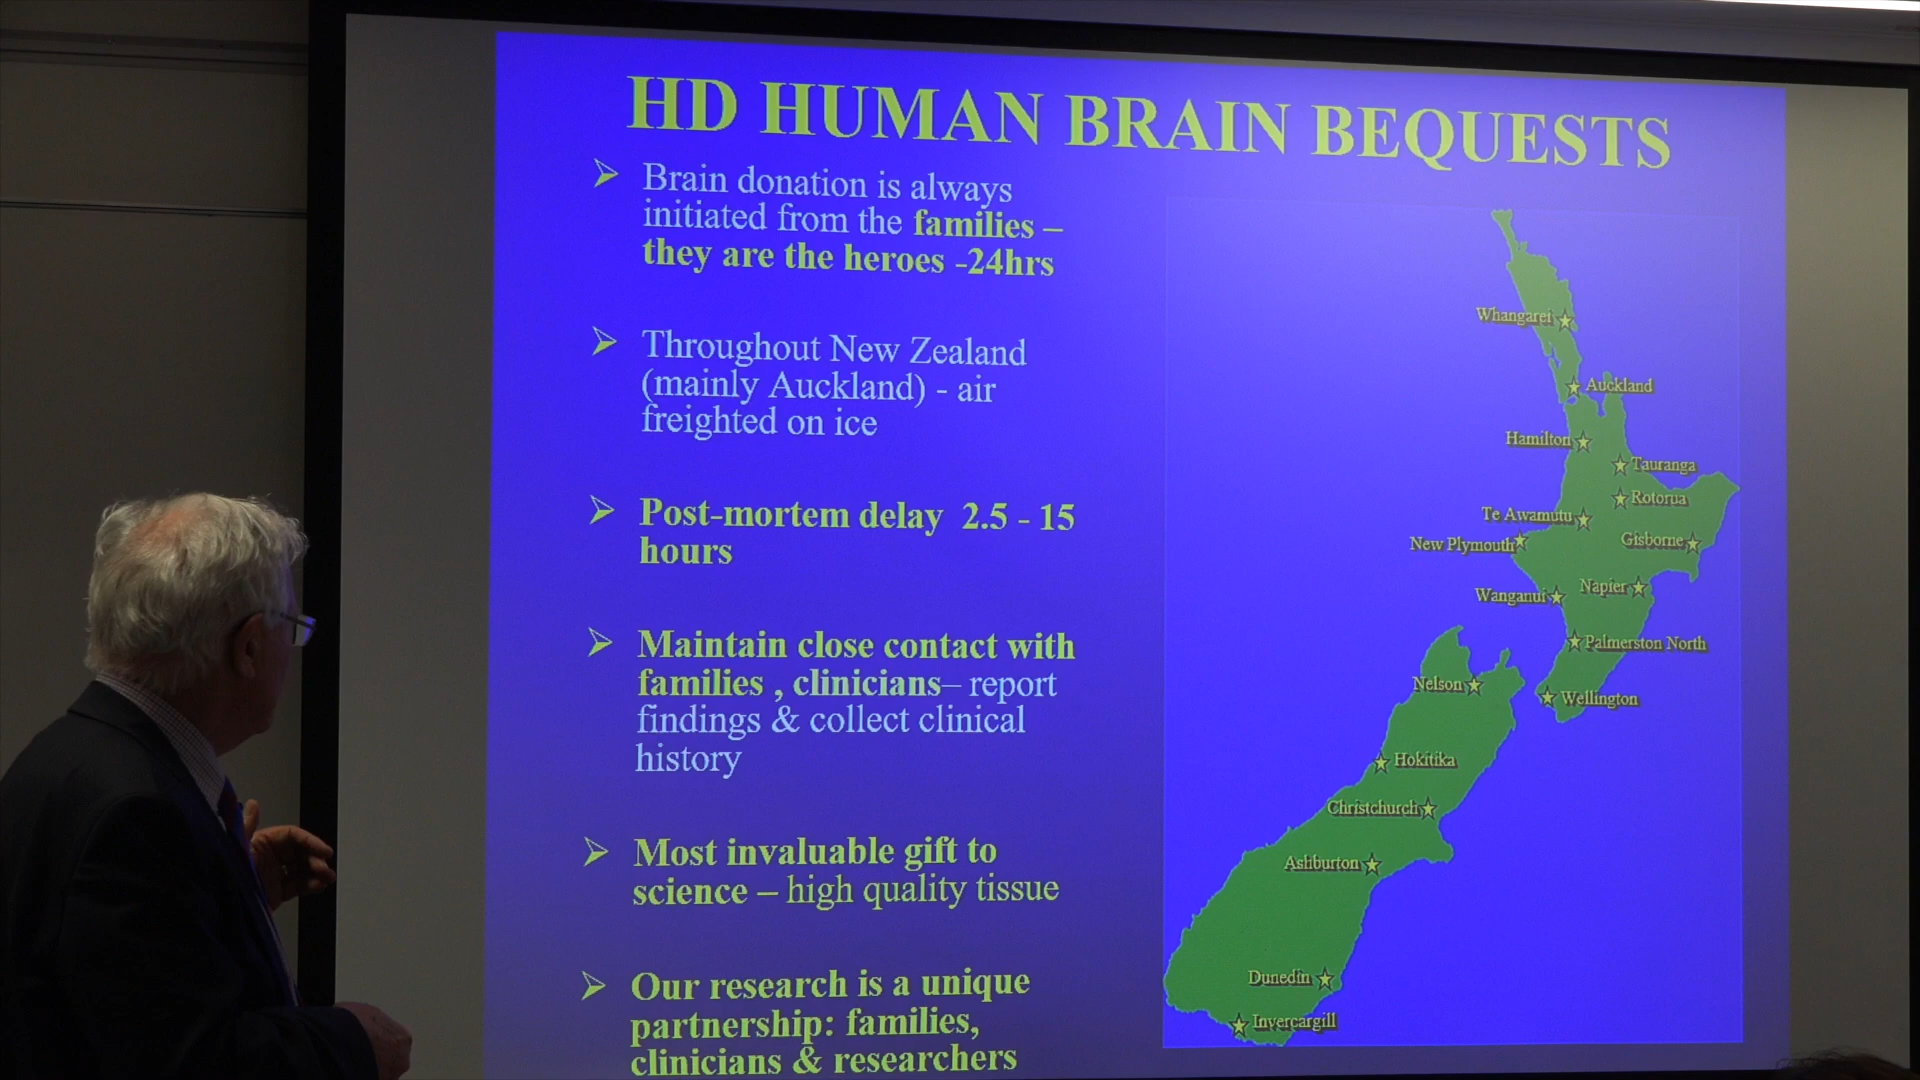 HD HUMAN BRAIN BEQUESTS
Brain donation is always
initiated from the families –
they are the heroes -24hrs
Throughout New Zealand
(mainly Auckland) - air
freighted on ice
Post-mortem delay 2.5 - 15
hours
Maintain close contact with
families , clinicians– report
findings & collect clinical
history
Most invaluable gift to
science – high quality tissue
Our research is a unique
partnership: families,
clinicians & researchers
Whangarei
Auckland
Hamilton
Tauranga
Rotorua
Te Awamutu
New Plymouth
Gisborne
Napier
Wanganui
Palmerston North
Nelson
Wellington
Hokitika
Christchurch
Ashburton
Dunedin
Invercargill